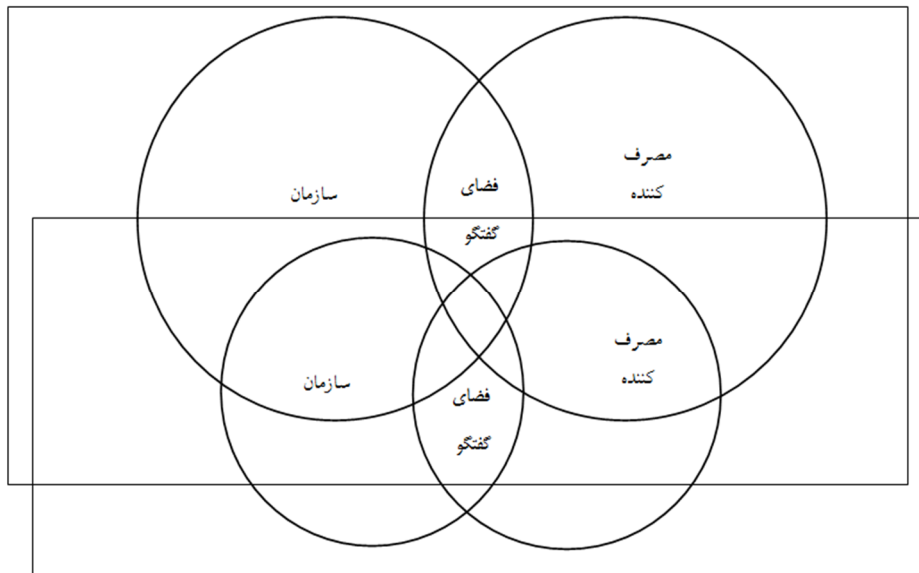 مصرف
کننده
فضای
گفتگو
سازمان
مصرف
کننده
فضای
گفتگو
سازمان